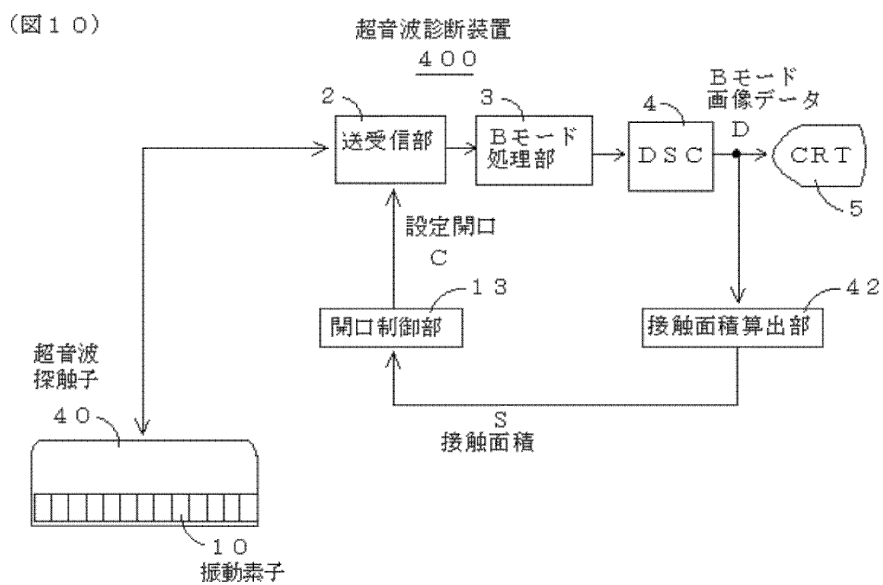 （図１０）
超音波診断装置
４００
２
３
４
Ｂモード
画像データ
Ｄ
送受信部
Ｂモード
処理部
ＤＳＣ
ＣＲＴ
５
設定開口
Ｃ
１３
４２
開口制御部
接触面積算出部
超音波
探触子
４０
Ｓ
接触面積
１０
振動素子